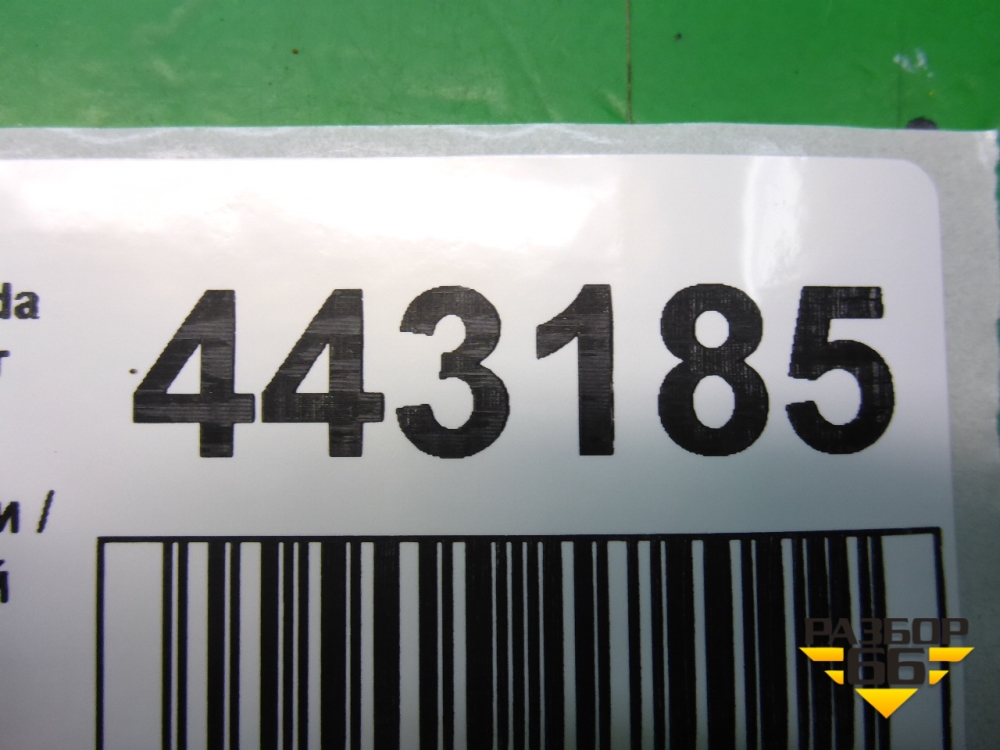 da
443185
т
и /
й
РАЗБОР
66